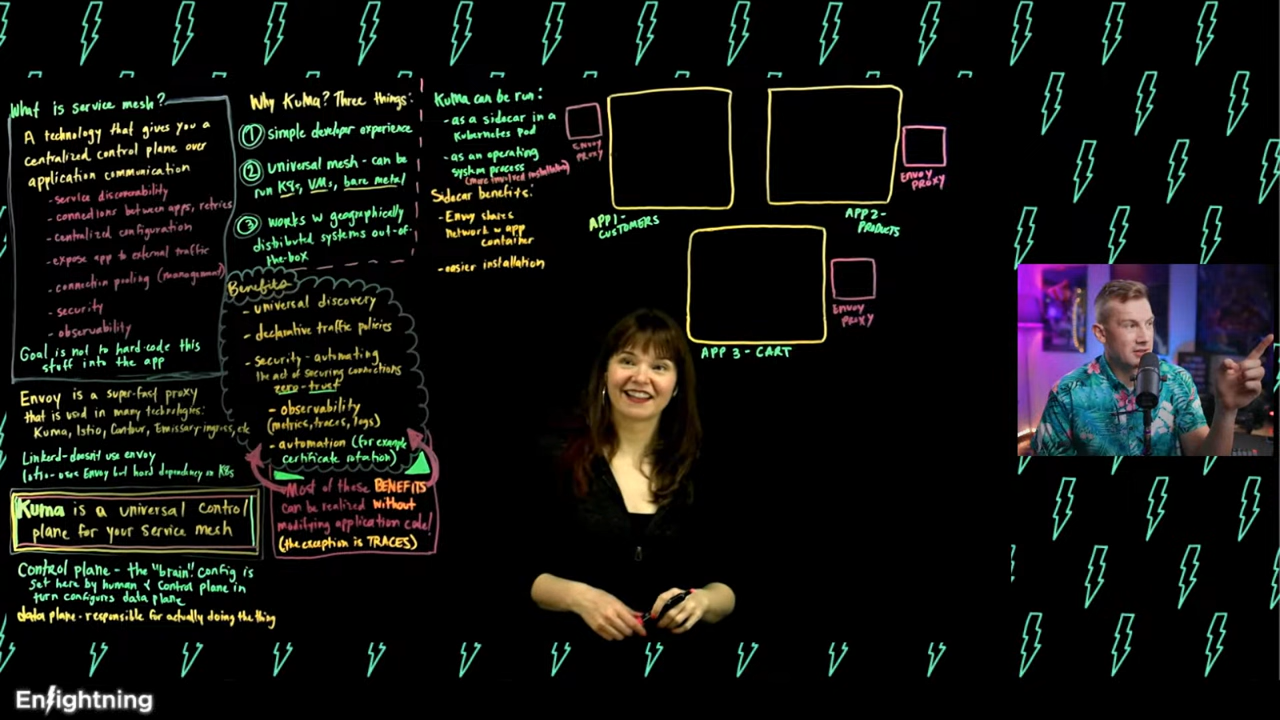 What is service mesh?
A technology that gives you a
centralized control plane over
application communication
- service discoverability
- connections between apps, retries
- centralized configuration
- expose app to external traffic
- connection pooling (management)
- security
- observability
Goal is not to hard-code this
stuff into the app
Envoy is a super-fast proxy
that is used in many technologies:
Kuma, Istio, Contour, Emissary-ingress, etc
Linkerd - doesn't use envoy
Istio - uses Envoy but hard dependency on K8s
Kuma is a universal control
plane for your service mesh
Control plane - the "brain". Config is
set here by human & control plane in
turn configures data plane
data plane - responsible for actually doing the thing
Why Kuma? Three things:
① simple developer experience
② universal mesh - can be
run K8s, VMs, bare metal
③ works w geographically
distributed systems out-of-
the-box
Benefits
- universal discovery
- declarative traffic policies
- security - automating
the act of securing connections
zero-trust
- observability
(metrics, traces, logs)
- automation (for example
certificate rotation)
Most of these BENEFITS
can be realized without
modifying application code!
(the exception is TRACES)
Kuma can be run:
- as a sidecar in a
Kubernetes pod
- as an operating
system process
(more involved installation)
Sidecar benefits:
- Envoy shares
Network w app
container
- easier installation
ENVOY
PROXY
APP 1 -
CUSTOMERS
APP 2 -
PRODUCTS
ENVOY
PROXY
APP 3 - CART
ENVOY
PROXY
Enlightning